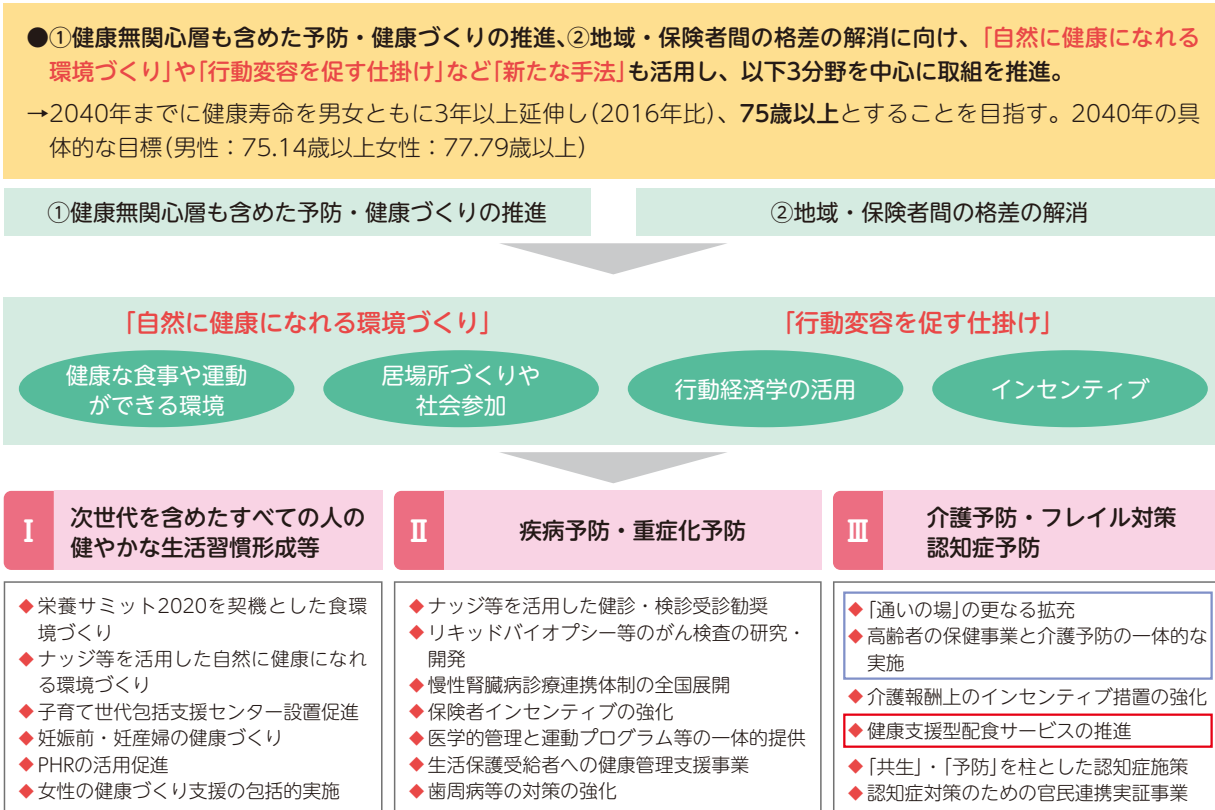 ●①健康無関心層も含めた予防・健康づくりの推進、②地域・保険者間の格差の解消に向け、「自然に健康になれる
環境づくり」や「行動変容を促す仕掛け」など「新たな手法」も活用し、以下3分野を中心に取組を推進。
→2040年までに健康寿命を男女ともに3年以上延伸し(2016年比)、75歳以上とすることを目指す。2040年の具
体的な目標(男性：75.14歳以上女性：77.79歳以上)
①健康無関心層も含めた予防・健康づくりの推進
②地域・保険者間の格差の解消
「自然に健康になれる環境づくり」
「行動変容を促す仕掛け」
健康な食事や運動
ができる環境
居場所づくりや
社会参加
行動経済学の活用
インセンティブ
Ⅰ
次世代を含めたすべての人の
健やかな生活習慣形成等
◆栄養サミット2020を契機とした食環
境づくり
◆ナッジ等を活用した自然に健康になれ
る環境づくり
◆子育て世代包括支援センター設置促進
◆妊娠前・妊産婦の健康づくり
◆PHRの活用促進
◆女性の健康づくり支援の包括的実施
Ⅱ
疾病予防・重症化予防
◆ナッジ等を活用した健診・検診受診勧奨
◆リキッドバイオプシー等のがん検査の研究・
開発
◆慢性腎臓病診療連携体制の全国展開
◆保険者インセンティブの強化
◆医学的管理と運動プログラム等の一体的提供
◆生活保護受給者への健康管理支援事業
◆歯周病等の対策の強化
Ⅲ
介護予防・フレイル対策
認知症予防
◆「通いの場」の更なる拡充
◆高齢者の保健事業と介護予防の一体的な
実施
◆介護報酬上のインセンティブ措置の強化
◆健康支援型配食サービスの推進
◆「共生」・「予防」を柱とした認知症施策
◆認知症対策のための官民連携実証事業